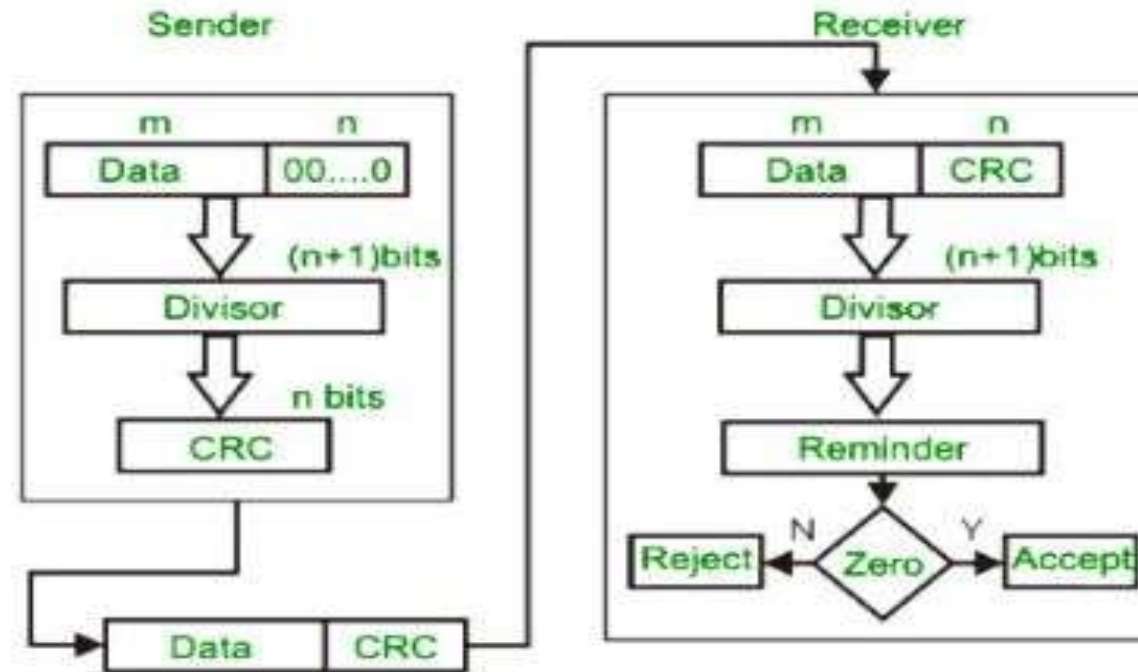 Sender
m n
Data 00....0
(n+1)bits
Divisor
n bits
CRC
Data CRC
Receiver
m n
Data CRC
(n+1)bits
Divisor
Reminder
N Y
Reject Zero Accept